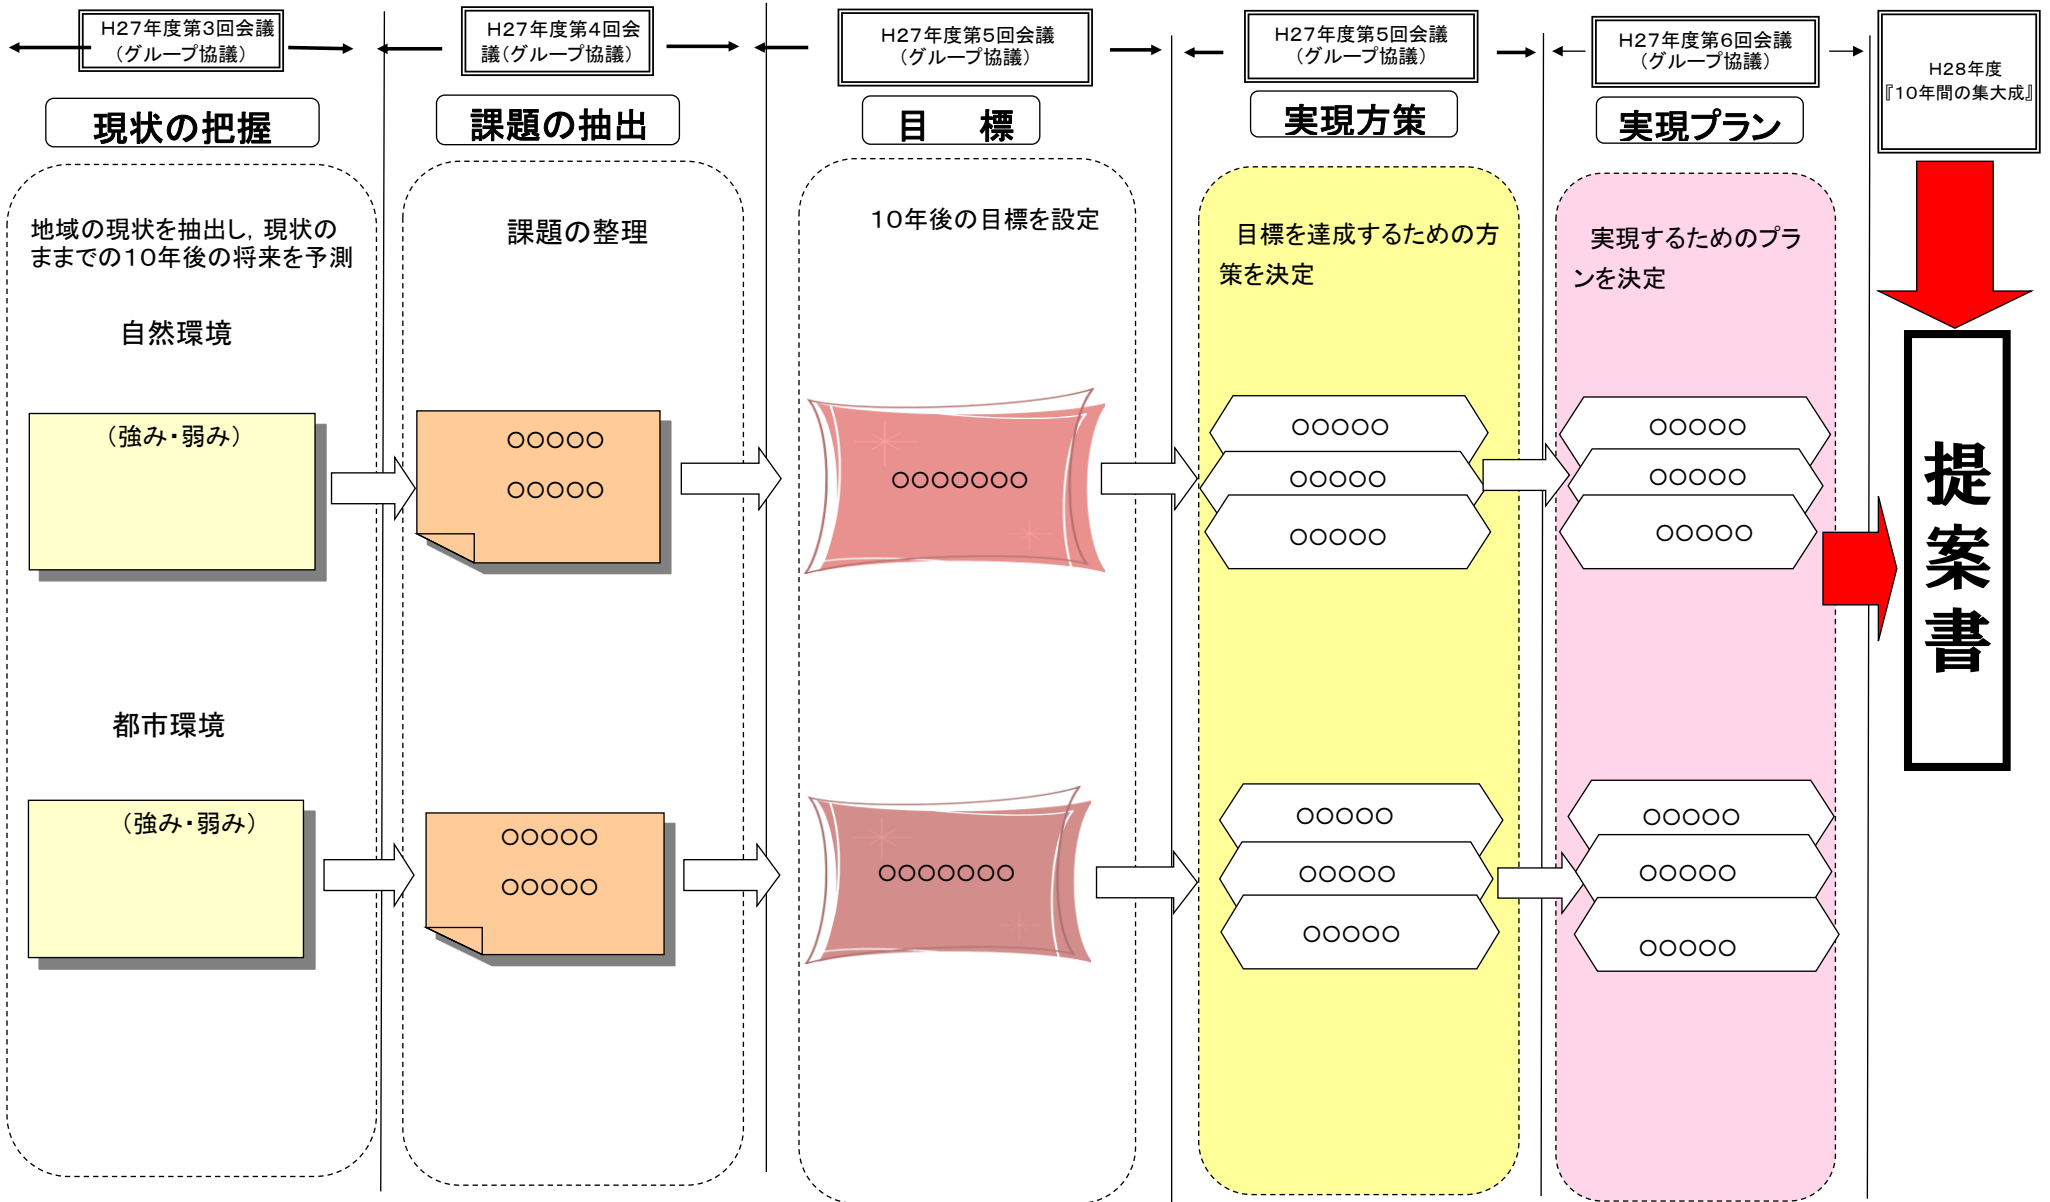 H27年度第3回会議
(グループ協議)
H27年度第4回会
議(グループ協議)
H27年度第5回会議
(グループ協議)
H27年度第5回会議
(グループ協議)
H27年度第6回会議
(グループ協議)
H28年度
『10年間の集大成』
現状の把握
課題の抽出
目　標
実現方策
実現プラン
地域の現状を抽出し，現状の
ままでの10年後の将来を予測
課題の整理
10年後の目標を設定
目標を達成するための方
策を決定
実現するためのプラ
ンを決定
自然環境
(強み・弱み)
○○○○○
○○○○○
○○○○○○○
○○○○○
○○○○○
○○○○○
○○○○○
○○○○○
○○○○○
提案書
都市環境
(強み・弱み)
○○○○○
○○○○○
○○○○○○○
○○○○○
○○○○○
○○○○○
○○○○○
○○○○○
○○○○○